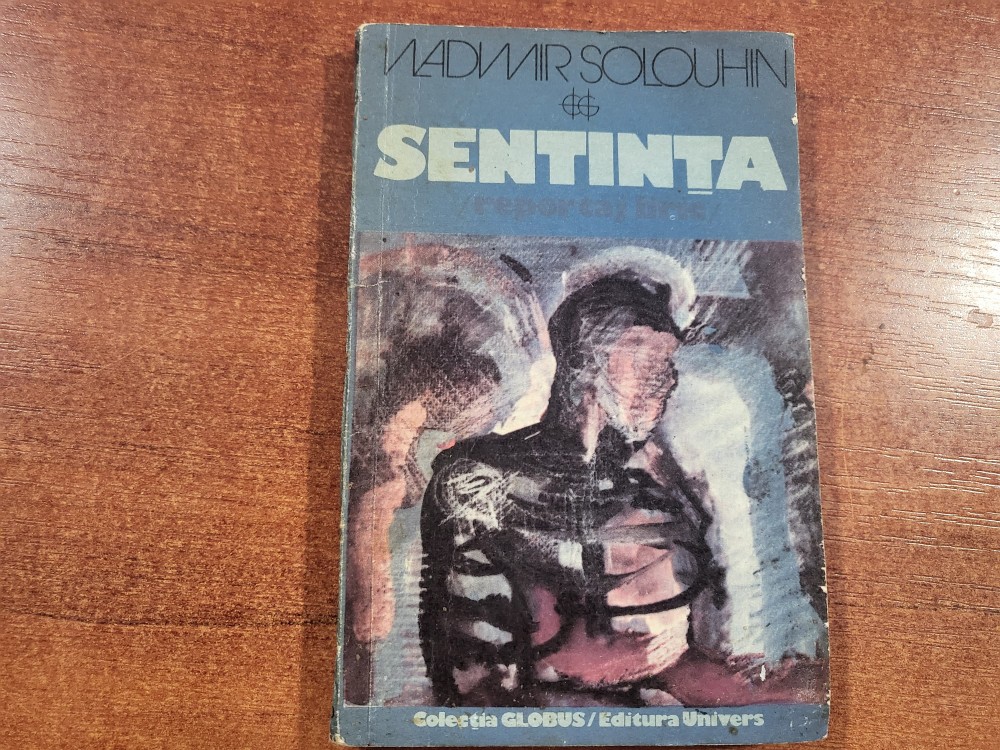 VLADIMIR SOLOUHIN
SENTINȚA
/reportaj liric/
Colecția GLOBUS/Editura Univers